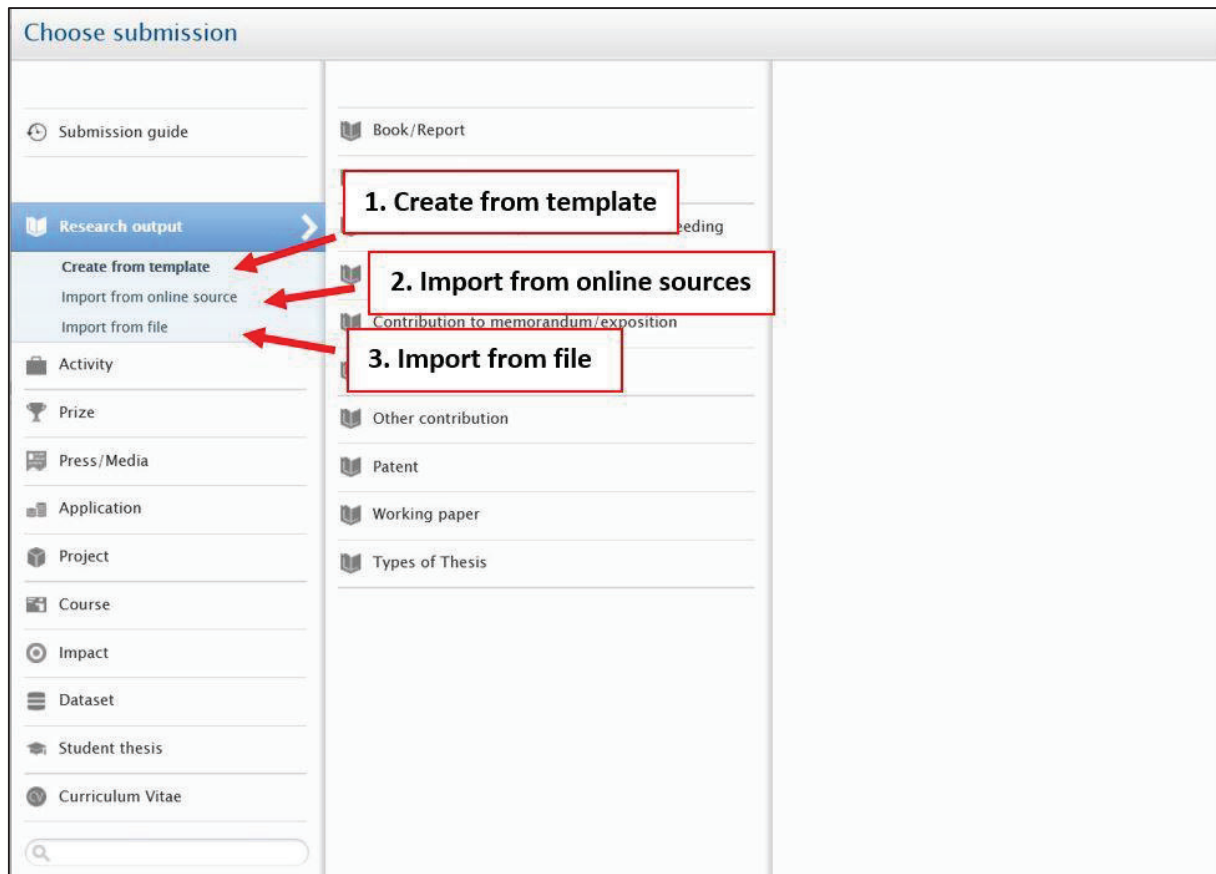 Choose submission
Submission guide
Research output
Create from template
Import from online source
Import from file
Activity
Prize
Press/Media
Application
Project
Course
Impact
Dataset
Student thesis
Curriculum Vitae
Book/Report
1. Create from template
eeding
2. Import from online sources
Contribution to memorandum/exposition
3. Import from file
Other contribution
Patent
Working paper
Types of Thesis